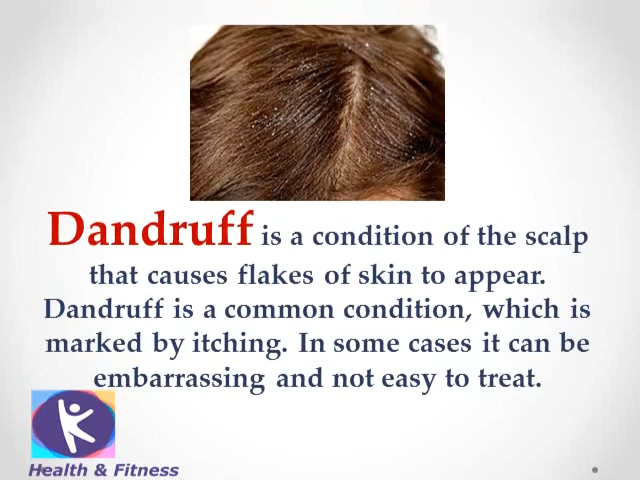 Dandruff is a condition of the scalp
that causes flakes of skin to appear.
Dandruff is a common condition, which is
marked by itching. In some cases it can be
embarrassing and not easy to treat.
Health & Fitness